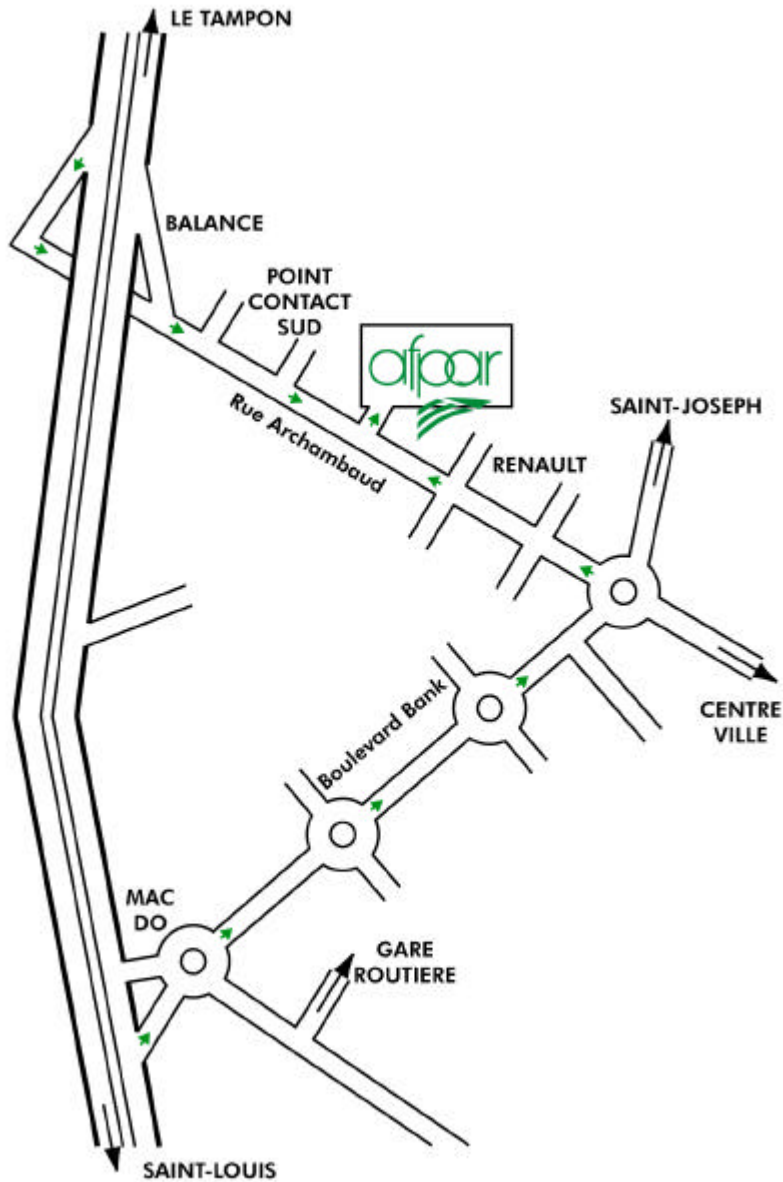 LE TAMPON
BALANCE
POINT
CONTACT
SUD
afpar
Rue Archambaud
SAINT-JOSEPH
RENAULT
CENTRE
VILLE
Boulevard Bank
MAC
DO
GARE
ROUTIERE
SAINT-LOUIS